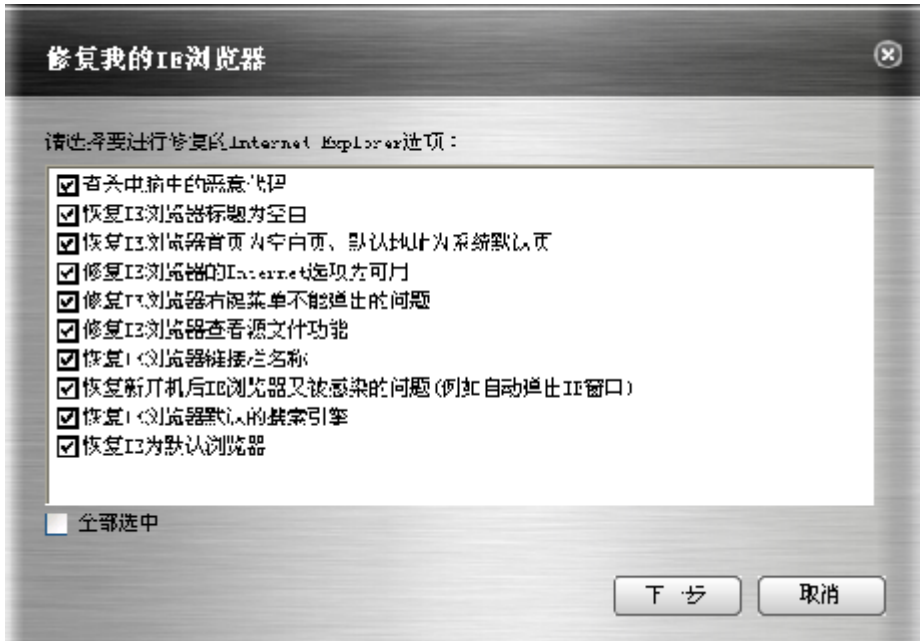 修复我的IE浏览器
请选择要进行修复的Internet Explorer选项：
查杀电脑中的恶意代码
恢复IE浏览器标题为空白
恢复IE浏览器首页为空白页、默认地址为系统默认页
修复IE浏览器的Internet选项为可用
修复IE浏览器右键菜单不能弹出的问题
修复IE浏览器查看源文件功能
恢复IE浏览器链接栏名称
恢复新开机后IE浏览器又被感染的问题(例如自动弹出IE窗口)
恢复IE浏览器默认的搜索引擎
恢复IE为默认浏览器
全部选中
下一步
取消